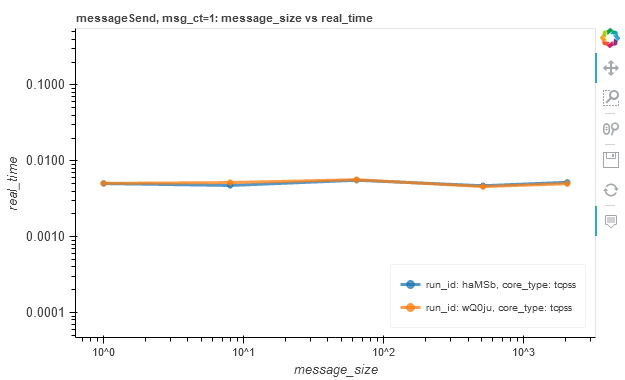 messageSend, msg_ct=1: message_size vs real_time
0.1000
0.0100
0.0010
0.0001
real_time
10^0
10^1
10^2
10^3
message_size
run_id: haMSb, core_type: tcpss
run_id: wQ0ju, core_type: tcpss